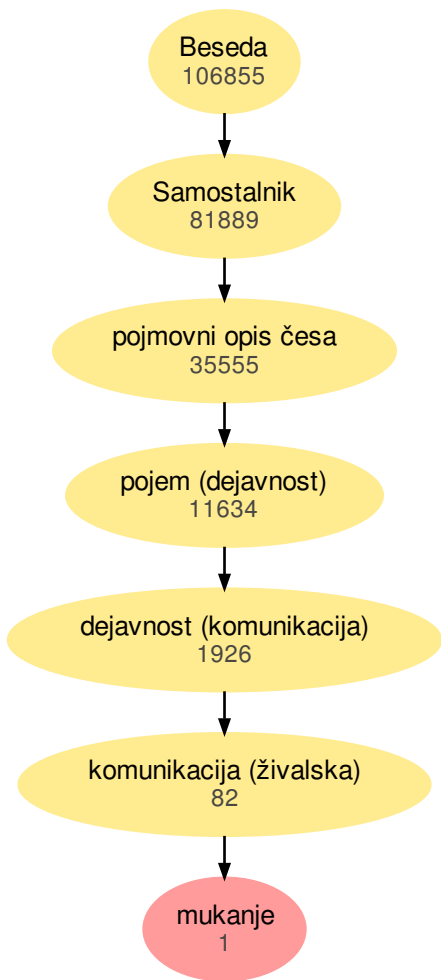 Beseda
106855
Samostalnik
81889
pojmovni opis česa
35555
pojem (dejavnost)
11634
dejavnost (komunikacija)
1926
komunikacija (živalska)
82
mukanje
1